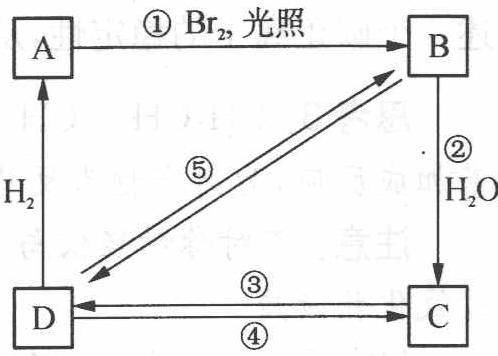 ① Br₂, 光照
A
B
⑤
②
H₂
H₂O
③
D
C
④